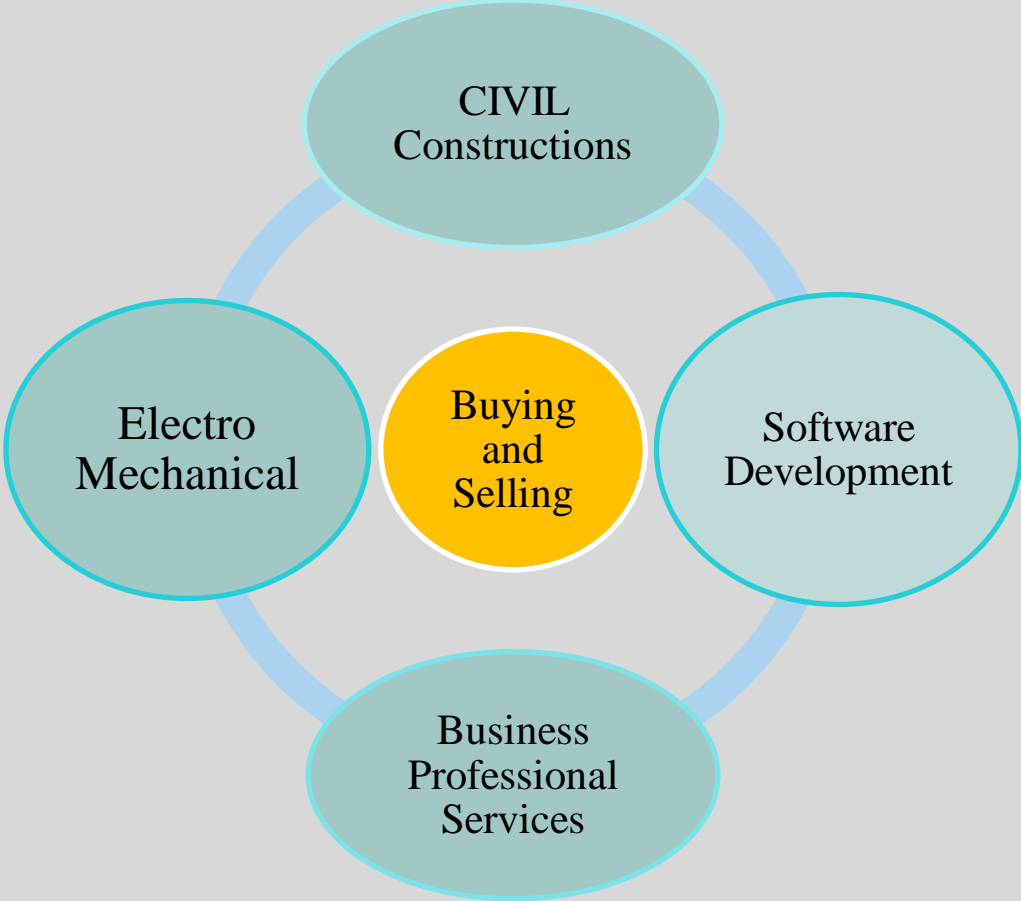 CIVIL
Constructions
Electro
Mechanical
Buying
and
Selling
Software
Development
Business
Professional
Services